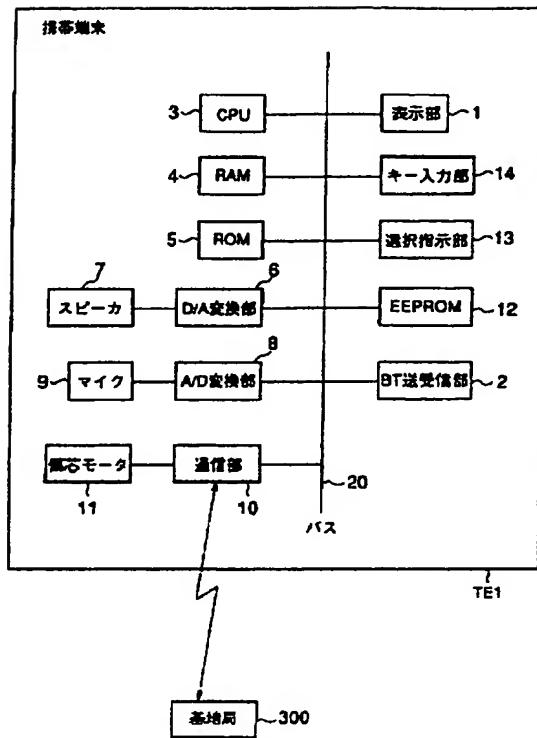 携帯端末
3 CPU 表示部 1
4 RAM キー入力部 14
5 ROM 選択指示部 13
7 6
スピーカ D/A変換部 EEPROM 12
8
9 マイク A/D変換部 BT送受信部 2
偏芯モータ 通信部 20
11 10 バス
TE1
基地局 300